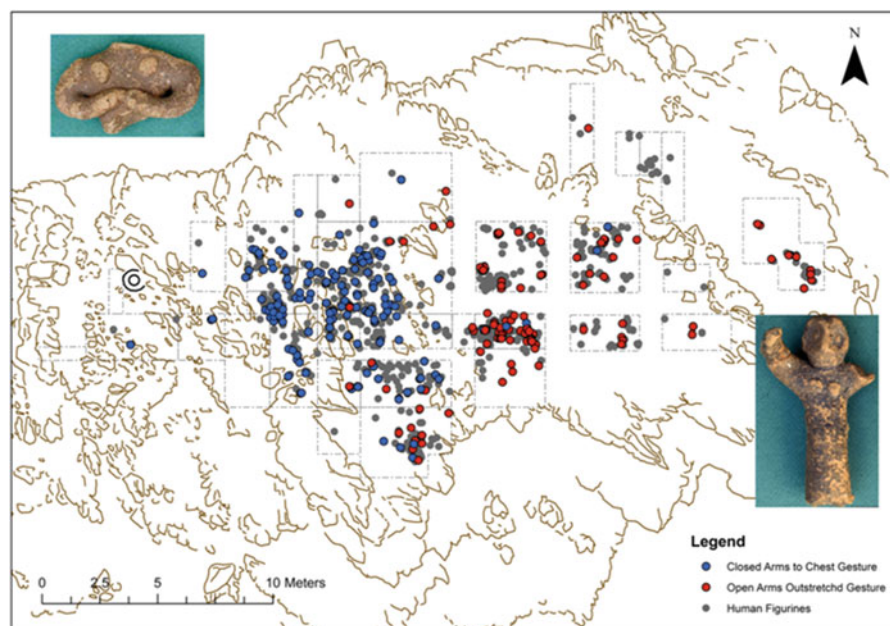 N
0 2.5 5 10 Meters
Legend
Closed Arms to Chest Gesture
Open Arms Outstretchd Gesture
Human Figurines